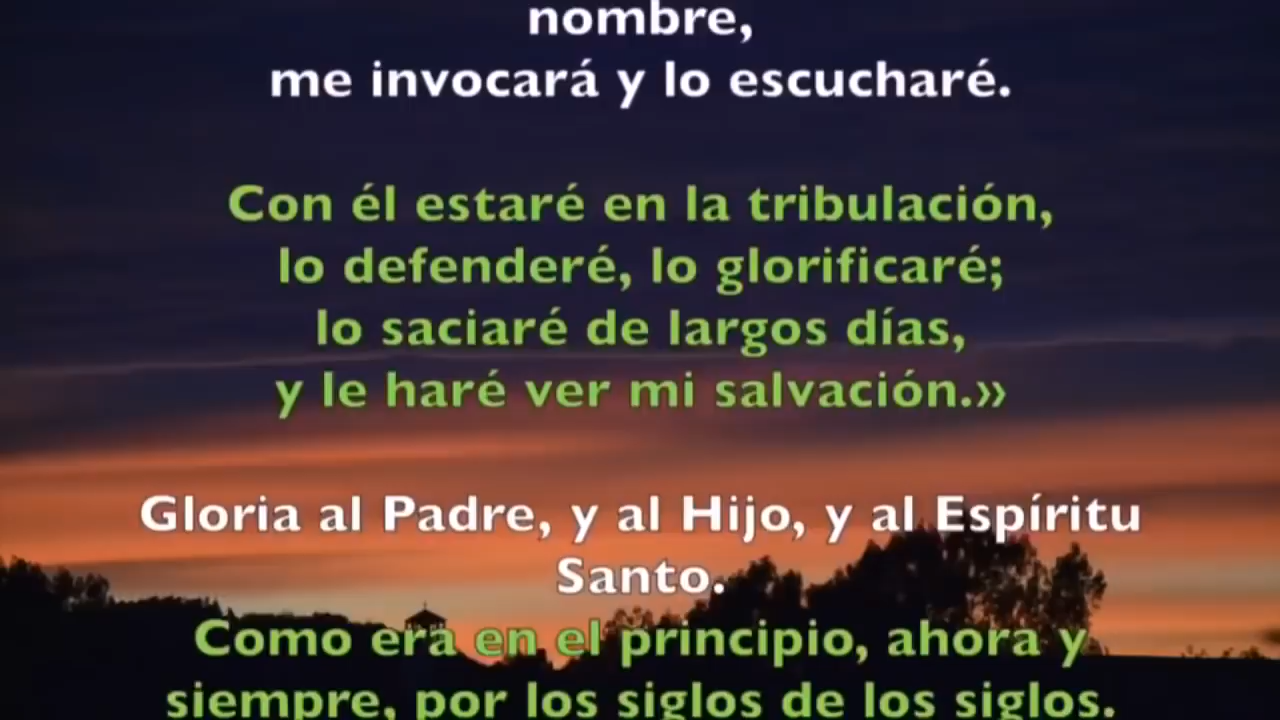 nombre,
me invocará y lo escucharé.
Con él estaré en la tribulación,
lo defenderé, lo glorificaré;
lo saciaré de largos días,
y le haré ver mi salvación.»
Gloria al Padre, y al Hijo, y al Espíritu
Santo.
Como era en el principio, ahora y
siempre, por los siglos de los siglos.